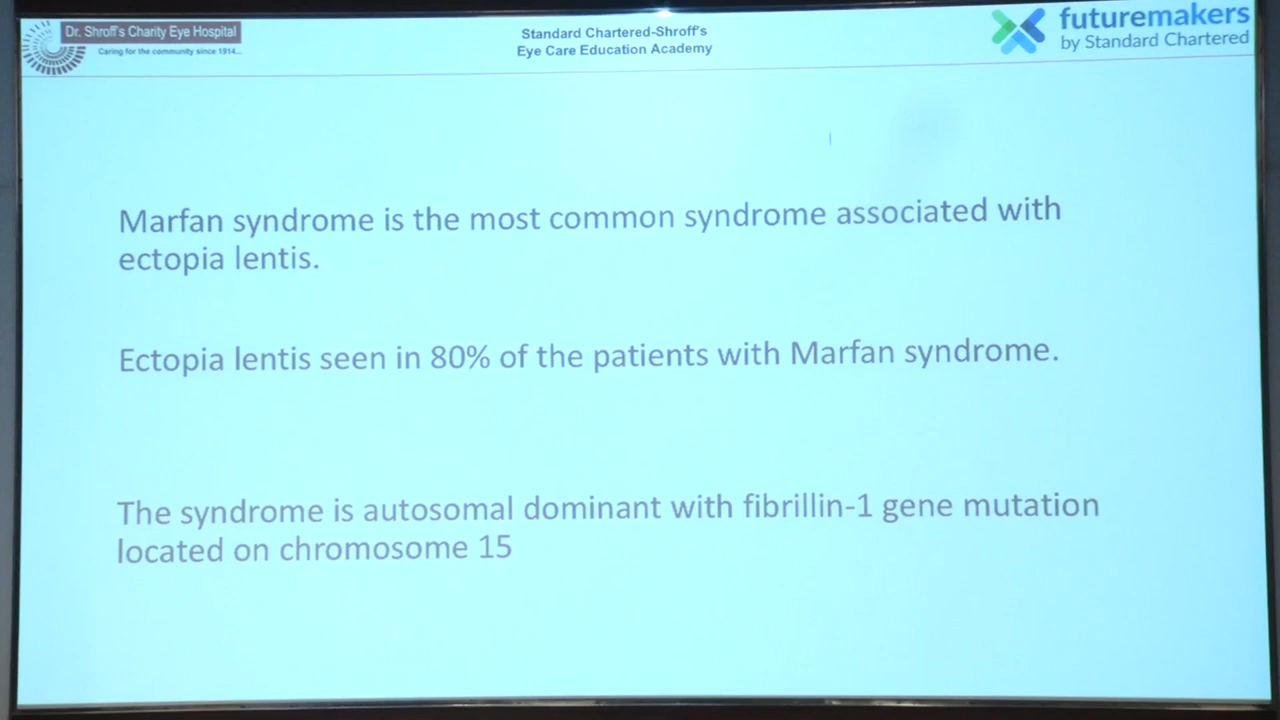 Dr. Shroff's Charity Eye Hospital
Caring for the community since 1914...
Standard Chartered-Shroff's
Eye Care Education Academy
futuremakers
by Standard Chartered
Marfan syndrome is the most common syndrome associated with
ectopia lentis.
Ectopia lentis seen in 80% of the patients with Marfan syndrome.
The syndrome is autosomal dominant with fibrillin-1 gene mutation
located on chromosome 15